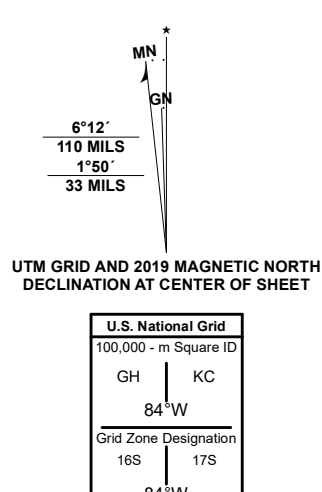 ★
MN
GN
6°12´
110 MILS
1°50´
33 MILS
UTM GRID AND 2019 MAGNETIC NORTH
DECLINATION AT CENTER OF SHEET
U.S. National Grid
100,000 - m Square ID
GH KC
84°W
Grid Zone Designation
16S 17S
84°W